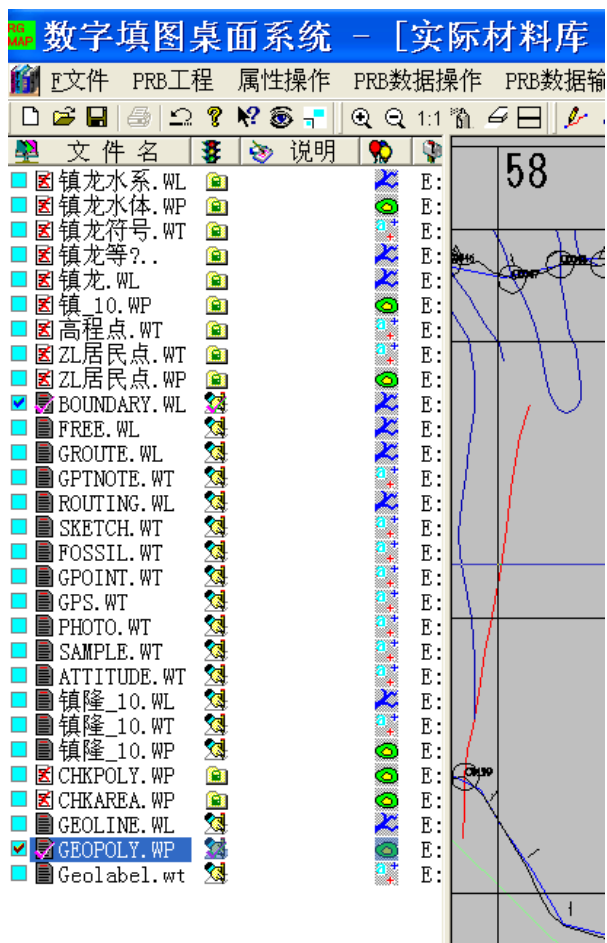 RG MAP 数字填图桌面系统 - [实际材料库
F文件 PRB工程 属性操作 PRB数据操作 PRB数据输
1:1
文件名 说明
58
镇龙水系.WL E:
镇龙水体.WP E:
镇龙符号.WT E:
镇龙等?.. E:
镇龙.WL E:
镇_10.WP E:
高程点.WT E:
ZL居民点.WT E:
ZL居民点.WP E:
BOUNDARY.WL E:
FREE.WL E:
GROUTE.WL E:
GPTNOTE.WT E:
ROUTING.WL E:
SKETCH.WT E:
FOSSIL.WT E:
GPOINT.WT E:
GPS.WT E:
PHOTO.WT E:
SAMPLE.WT E:
ATTITUDE.WT E:
镇隆_10.WL E:
镇隆_10.WT E:
镇隆_10.WP E:
CHKPOLY.WP E:
CHKAREA.WP E:
GEOLINE.WL E:
GEOPOLY.WP E:
Geolabel.wt E: